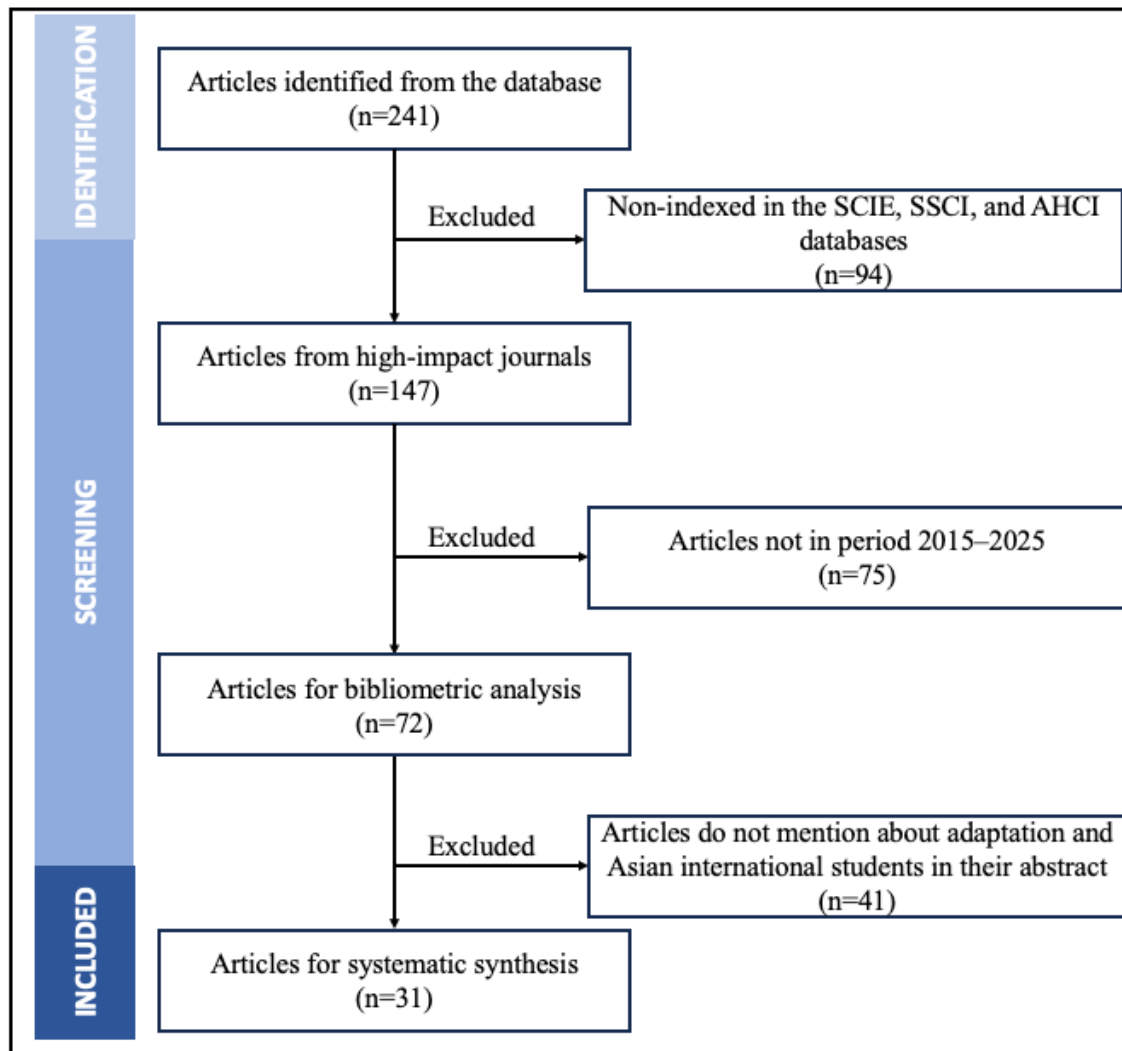 IDENTIFICATION
Articles identified from the database
(n=241)
Excluded
Non-indexed in the SCIE, SSCI, and AHCI
databases
(n=94)
SCREENING
Articles from high-impact journals
(n=147)
Excluded
Articles not in period 2015–2025
(n=75)
Articles for bibliometric analysis
(n=72)
Excluded
Articles do not mention about adaptation and
Asian international students in their abstract
(n=41)
INCLUDED
Articles for systematic synthesis
(n=31)